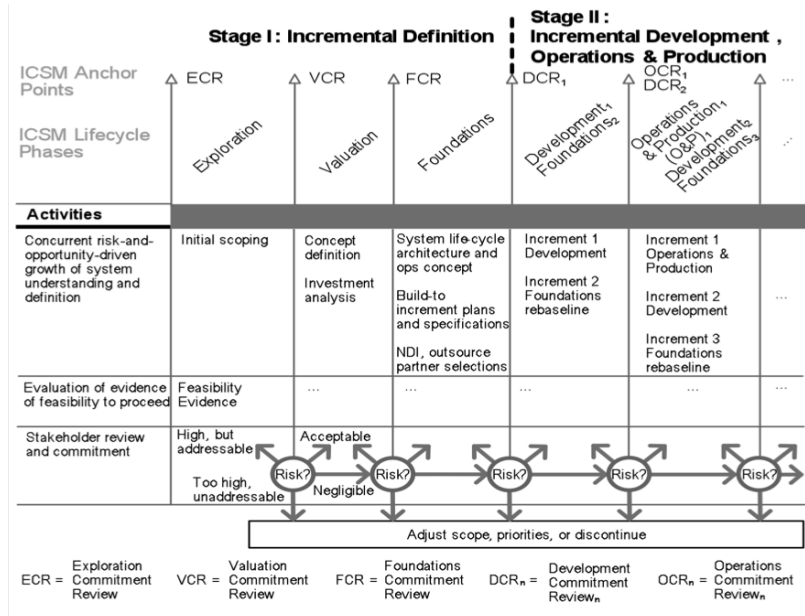 Stage I: Incremental Definition
Stage II:
Incremental Development,
Operations & Production
ICSM Anchor
Points
ECR
VCR
FCR
DCR₁
OCR₁
DCR₂
...
ICSM Lifecycle
Phases
Exploration
Valuation
Foundations
Development₁
Foundations₂
Operations
& Production₁
(O&P)₁
Development₂
Foundations₃
...
Activities
Concurrent risk-and-
opportunity-driven
growth of system
understanding and
definition
Initial scoping
Concept
definition
Investment
analysis
System life-cycle
architecture and
ops concept
Build-to
increment plans
and specifications
NDI, outsource
partner selections
Increment 1
Development
Increment 2
Foundations
rebaseline
Increment 1
Operations &
Production
Increment 2
Development
Increment 3
Foundations
rebaseline
...
Evaluation of evidence
of feasibility to proceed
Feasibility
Evidence
...
...
...
...
...
Stakeholder review
and commitment
High, but
addressable
Too high,
unaddressable
Acceptable
Negligible
Risk?
Risk?
Risk?
Risk?
Risk?
Adjust scope, priorities, or discontinue
ECR = Exploration Commitment Review
VCR = Valuation Commitment Review
FCR = Foundations Commitment Review
DCRₙ = Development Commitment Reviewₙ
OCRₙ = Operations Commitment Reviewₙ